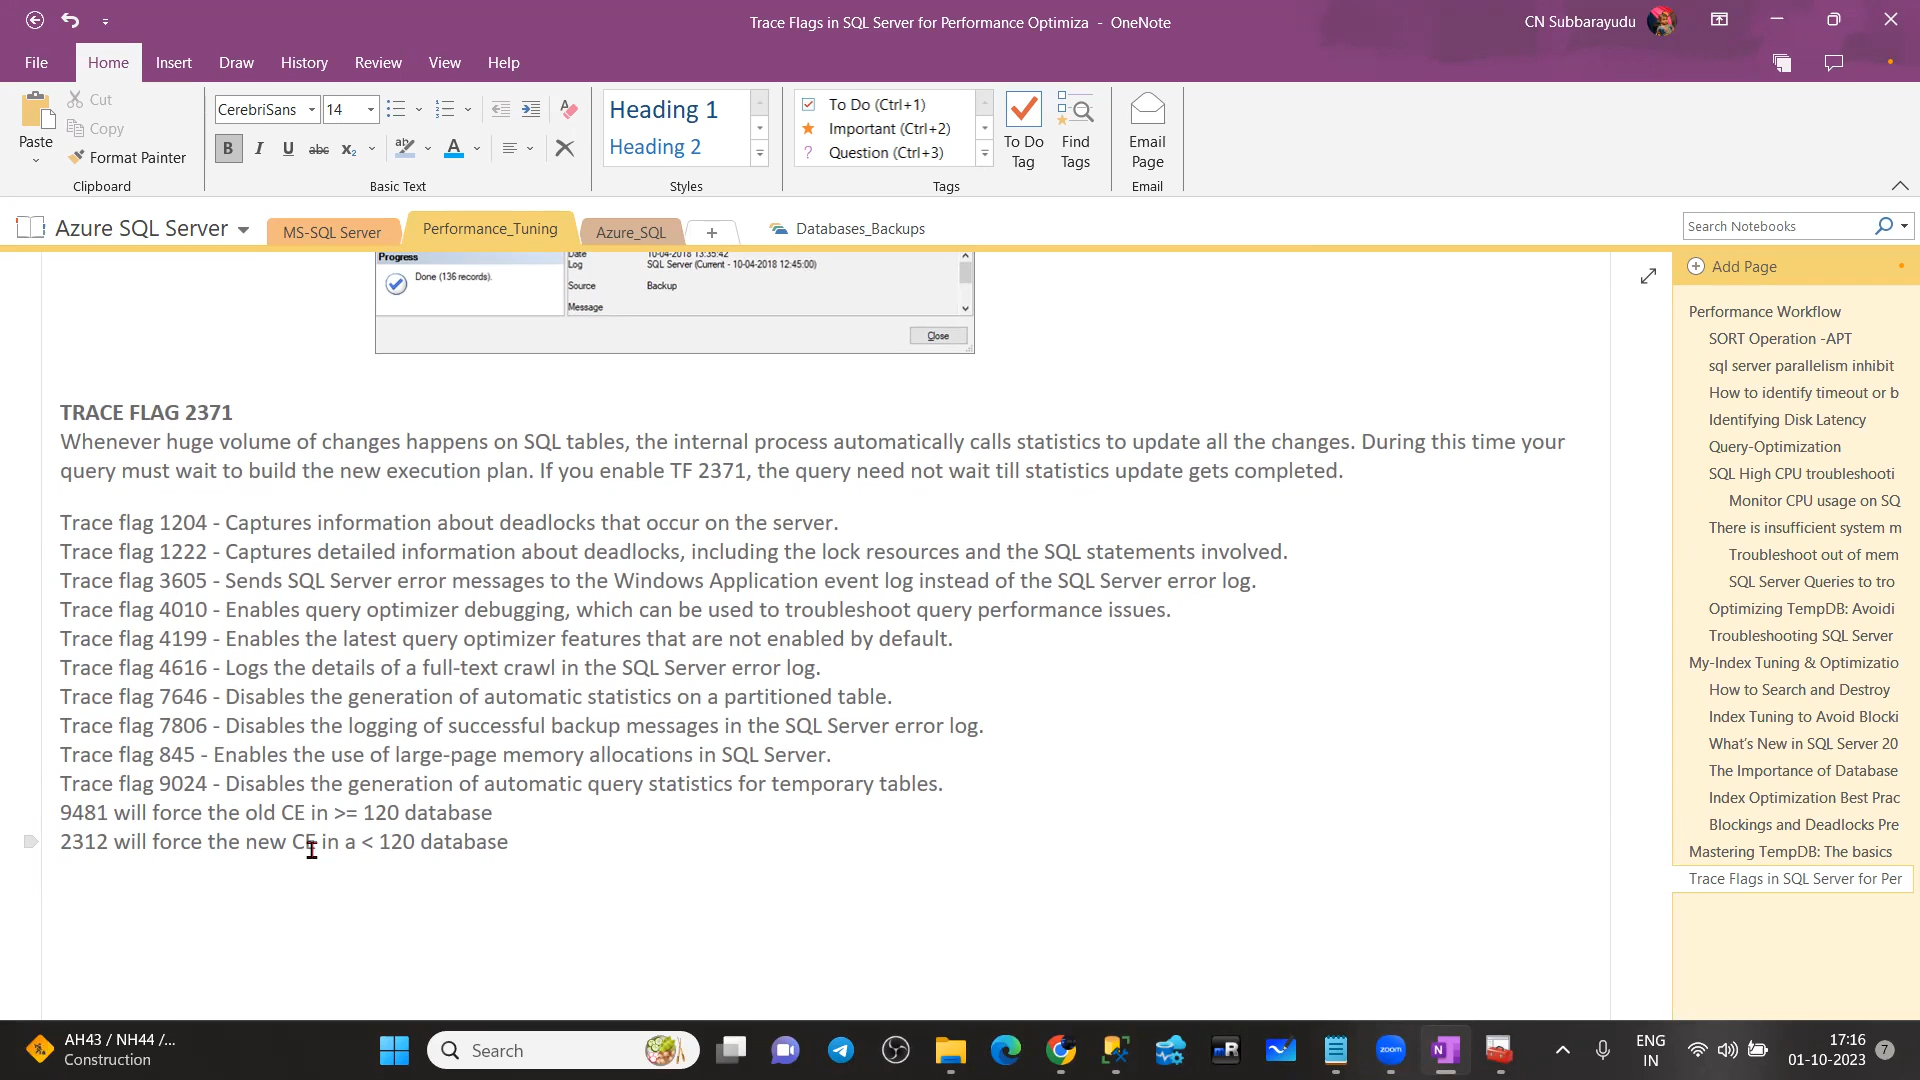 Trace Flags in SQL Server for Performance Optimiza - OneNote
CN Subbarayudu
File Home Insert Draw History Review View Help
Paste
Cut
Copy
Format Painter
Clipboard
CerebriSans 14
B I U abc x₂ A
Basic Text
Heading 1
Heading 2
Styles
To Do (Ctrl+1)
Important (Ctrl+2)
Question (Ctrl+3)
Tags
To Do Tag
Find Tags
Email Page
Email
Azure SQL Server
MS-SQL Server
Performance_Tuning
Azure_SQL
Databases_Backups
Search Notebooks
Progress
Done (136 records).
Date 10-04-2018 13:35:42
Log SQL Server (Current - 10-04-2018 12:45:00)
Source Backup
Message
Close
TRACE FLAG 2371
Whenever huge volume of changes happens on SQL tables, the internal process automatically calls statistics to update all the changes. During this time your
query must wait to build the new execution plan. If you enable TF 2371, the query need not wait till statistics update gets completed.
Trace flag 1204 - Captures information about deadlocks that occur on the server.
Trace flag 1222 - Captures detailed information about deadlocks, including the lock resources and the SQL statements involved.
Trace flag 3605 - Sends SQL Server error messages to the Windows Application event log instead of the SQL Server error log.
Trace flag 4010 - Enables query optimizer debugging, which can be used to troubleshoot query performance issues.
Trace flag 4199 - Enables the latest query optimizer features that are not enabled by default.
Trace flag 4616 - Logs the details of a full-text crawl in the SQL Server error log.
Trace flag 7646 - Disables the generation of automatic statistics on a partitioned table.
Trace flag 7806 - Disables the logging of successful backup messages in the SQL Server error log.
Trace flag 845 - Enables the use of large-page memory allocations in SQL Server.
Trace flag 9024 - Disables the generation of automatic query statistics for temporary tables.
9481 will force the old CE in >= 120 database
2312 will force the new CE in a < 120 database
Add Page
Performance Workflow
SORT Operation -APT
sql server parallelism inhibit
How to identify timeout or b
Identifying Disk Latency
Query-Optimization
SQL High CPU troubleshooti
Monitor CPU usage on SQ
There is insufficient system m
Troubleshoot out of mem
SQL Server Queries to tro
Optimizing TempDB: Avoidi
Troubleshooting SQL Server
My-Index Tuning & Optimizatio
How to Search and Destroy
Index Tuning to Avoid Blocki
What's New in SQL Server 20
The Importance of Database
Index Optimization Best Prac
Blockings and Deadlocks Pre
Mastering TempDB: The basics
Trace Flags in SQL Server for Per
AH43 / NH44 /...
Construction
Search
mR
zoom
N
ENG
IN
17:16
01-10-2023
7